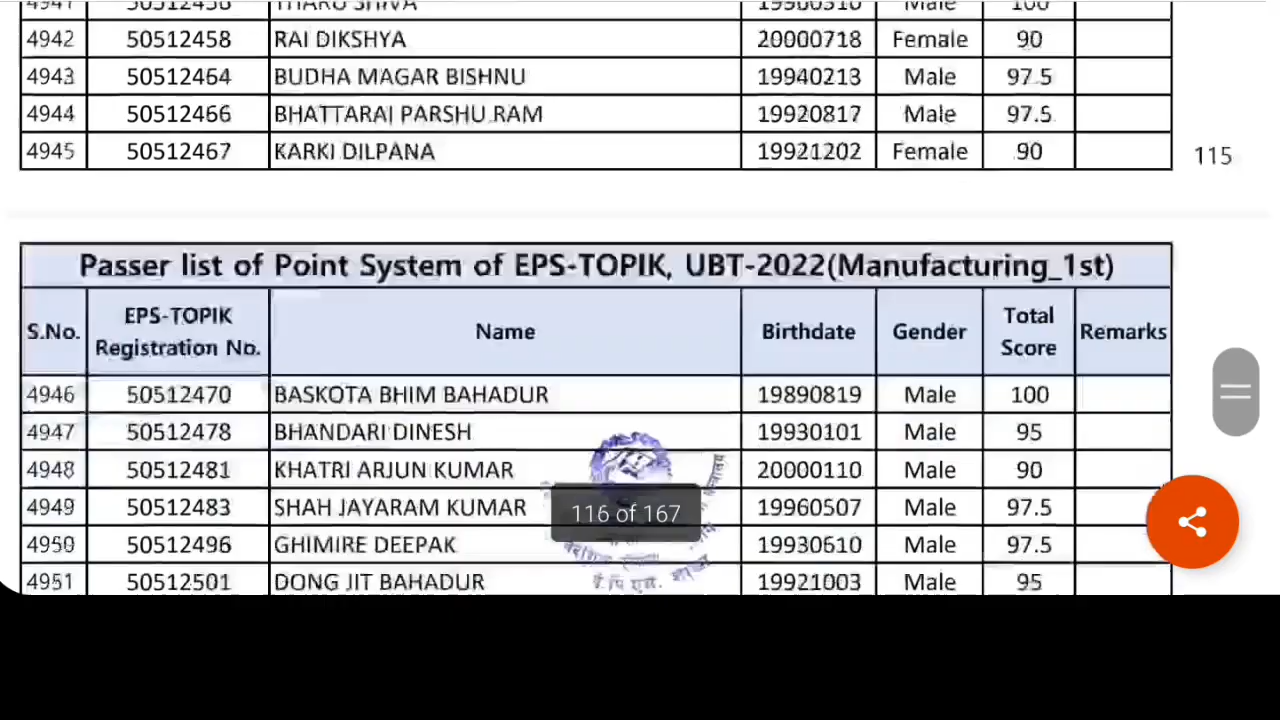 4941 THARU SHIVA Male 100
4942 50512458 RAI DIKSHYA 20000718 Female 90
4943 50512464 BUDHA MAGAR BISHNU 19940213 Male 97.5
4944 50512466 BHATTARAI PARSHU RAM 19920817 Male 97.5
4945 50512467 KARKI DILPANA 19921202 Female 90
115
Passer list of Point System of EPS-TOPIK, UBT-2022(Manufacturing_1st)
S.No. EPS-TOPIK Registration No. Name Birthdate Gender Total Score Remarks
4946 50512470 BASKOTA BHIM BAHADUR 19890819 Male 100
4947 50512478 BHANDARI DINESH 19930101 Male 95
4948 50512481 KHATRI ARJUN KUMAR 20000110 Male 90
4949 50512483 SHAH JAYARAM KUMAR 19960507 Male 97.5
116 of 167
4950 50512496 GHIMIRE DEEPAK 19930610 Male 97.5
4951 50512501 DONG JIT BAHADUR 19921003 Male 95